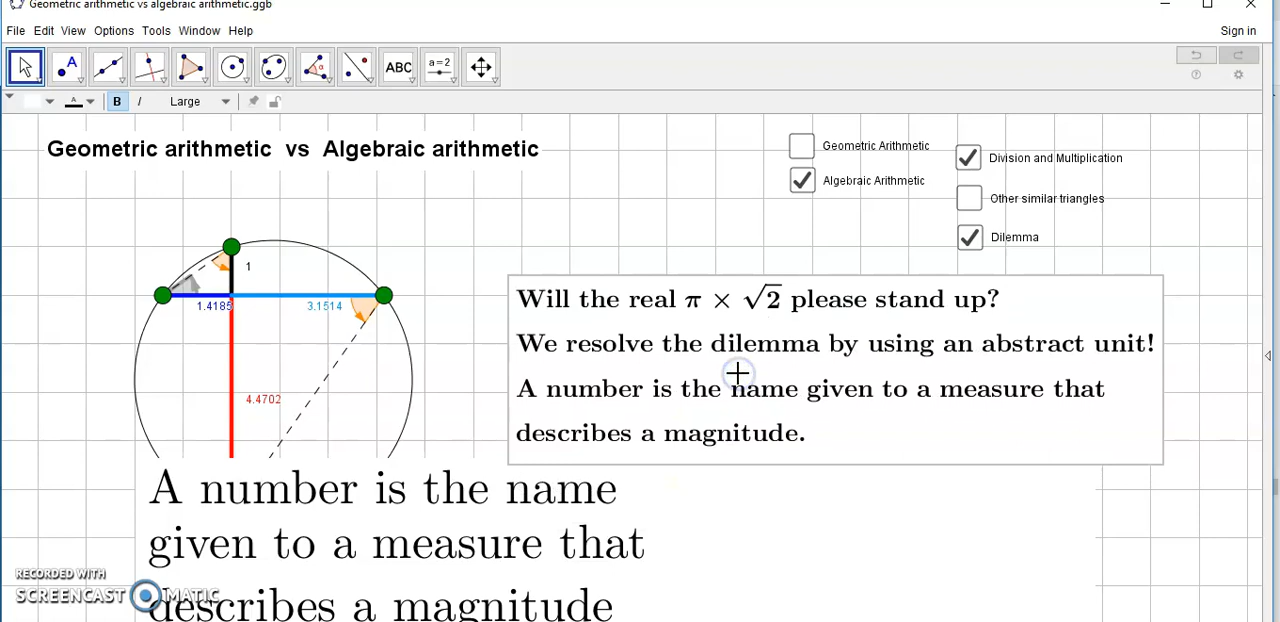 Geometric arithmetic vs algebraic arithmetic.ggb
File Edit View Options Tools Window Help
Sign in
A
ABC
a=2
A B I Large
Geometric arithmetic vs Algebraic arithmetic
Geometric Arithmetic
Algebraic Arithmetic
Division and Multiplication
Other similar triangles
Dilemma
1
1.4185
3.1514
4.4702
Will the real π × √2 please stand up?
We resolve the dilemma by using an abstract unit!
A number is the name given to a measure that
describes a magnitude.
A number is the name
given to a measure that
describes a magnitude
RECORDED WITH
SCREENCAST MATIC